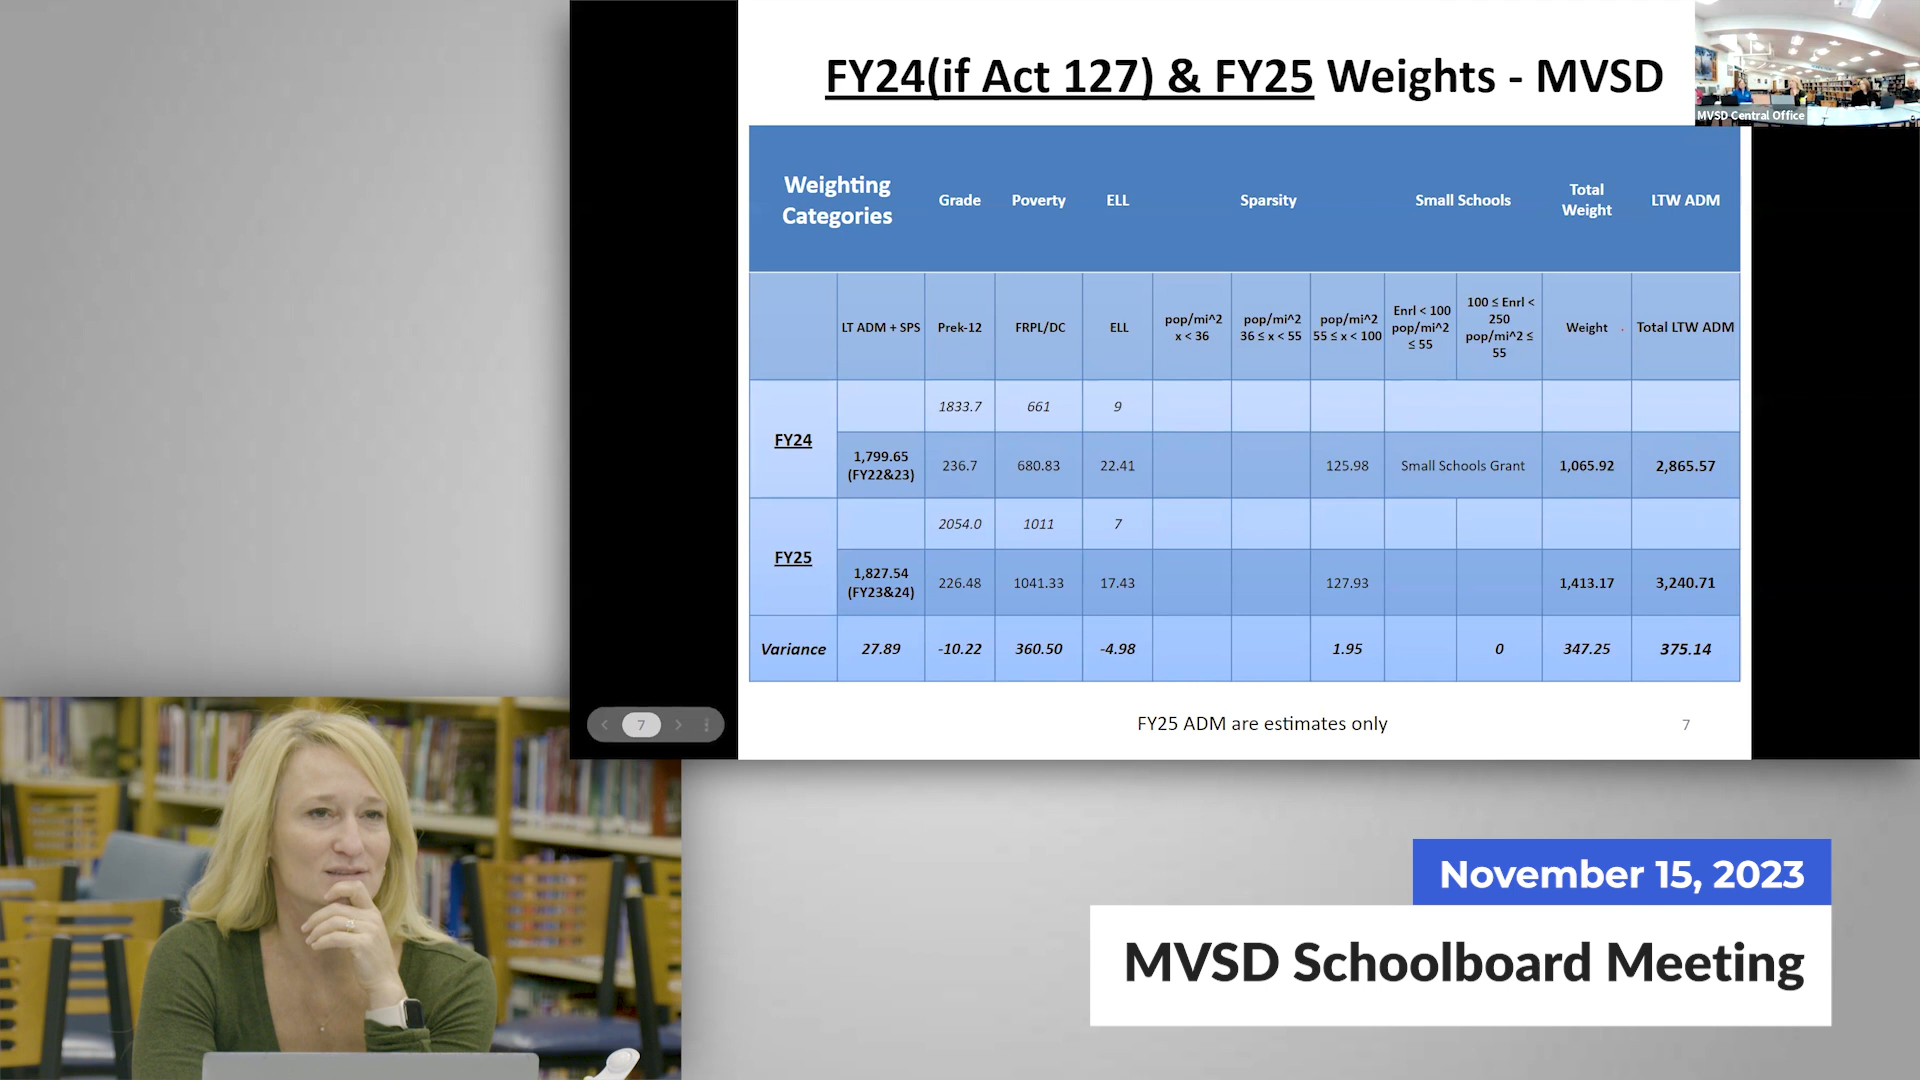 FY24(if Act 127) & FY25 Weights - MVSD
MVSD Central Office
Weighting
Categories
Grade
Poverty
ELL
Sparsity
Small Schools
Total
Weight
LTW ADM
LT ADM + SPS
Prek-12
FRPL/DC
ELL
pop/mi^2
x < 36
pop/mi^2
36 ≤ x < 55
pop/mi^2
55 ≤ x < 100
Enrl < 100
pop/mi^2
≤ 55
100 ≤ Enrl <
250
pop/mi^2 ≤
55
Weight
Total LTW ADM
FY24
1833.7
661
9
1,799.65
(FY22&23)
236.7
680.83
22.41
125.98
Small Schools Grant
1,065.92
2,865.57
FY25
2054.0
1011
7
1,827.54
(FY23&24)
226.48
1041.33
17.43
127.93
1,413.17
3,240.71
Variance
27.89
-10.22
360.50
-4.98
1.95
0
347.25
375.14
7
FY25 ADM are estimates only
7
November 15, 2023
MVSD Schoolboard Meeting